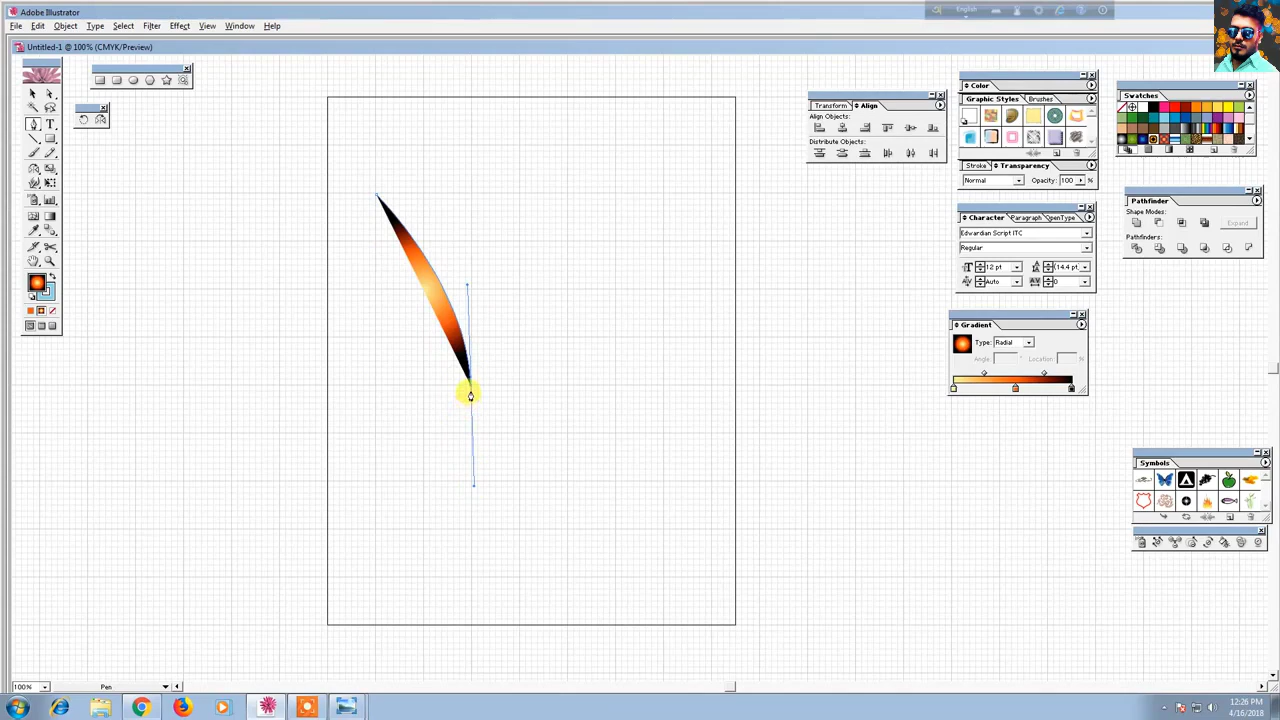 Adobe Illustrator
English
File Edit Object Type Select Filter Effect View Window Help
Untitled-1 @ 100% (CMYK/Preview)
Color
Graphic Styles Brushes
Stroke Transparency
Normal Opacity: 100 %
Transform Align
Align Objects:
Distribute Objects:
Swatches
Pathfinder
Shape Modes:
Expand
Pathfinders:
Character Paragraph OpenType
Edwardian Script ITC
Regular
12 pt (14.4 pt)
Auto 0
Gradient
Type: Radial
Angle: ° Location: %
Symbols
100% Pen
12:26 PM
4/16/2018